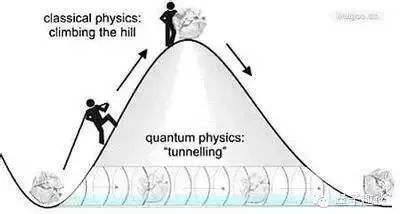 classical physics:
climbing the hill
quantum physics:
"tunnelling"